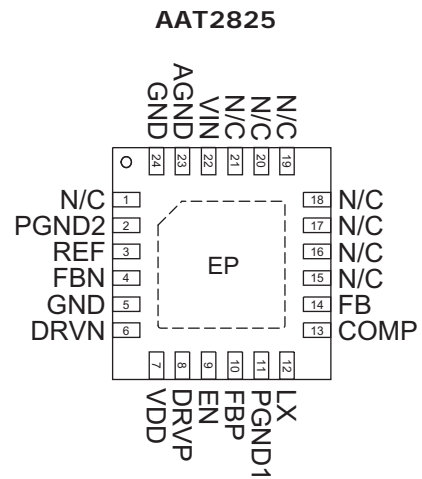 AAT2825
GND
AGND
VIN
N/C
N/C
N/C
24
23
22
21
20
19
N/C 1
PGND2 2
REF 3
FBN 4
GND 5
DRVN 6
EP
18 N/C
17 N/C
16 N/C
15 N/C
14 FB
13 COMP
7
8
9
10
11
12
VDD
DRVP
EN
FBP
PGND1
LX